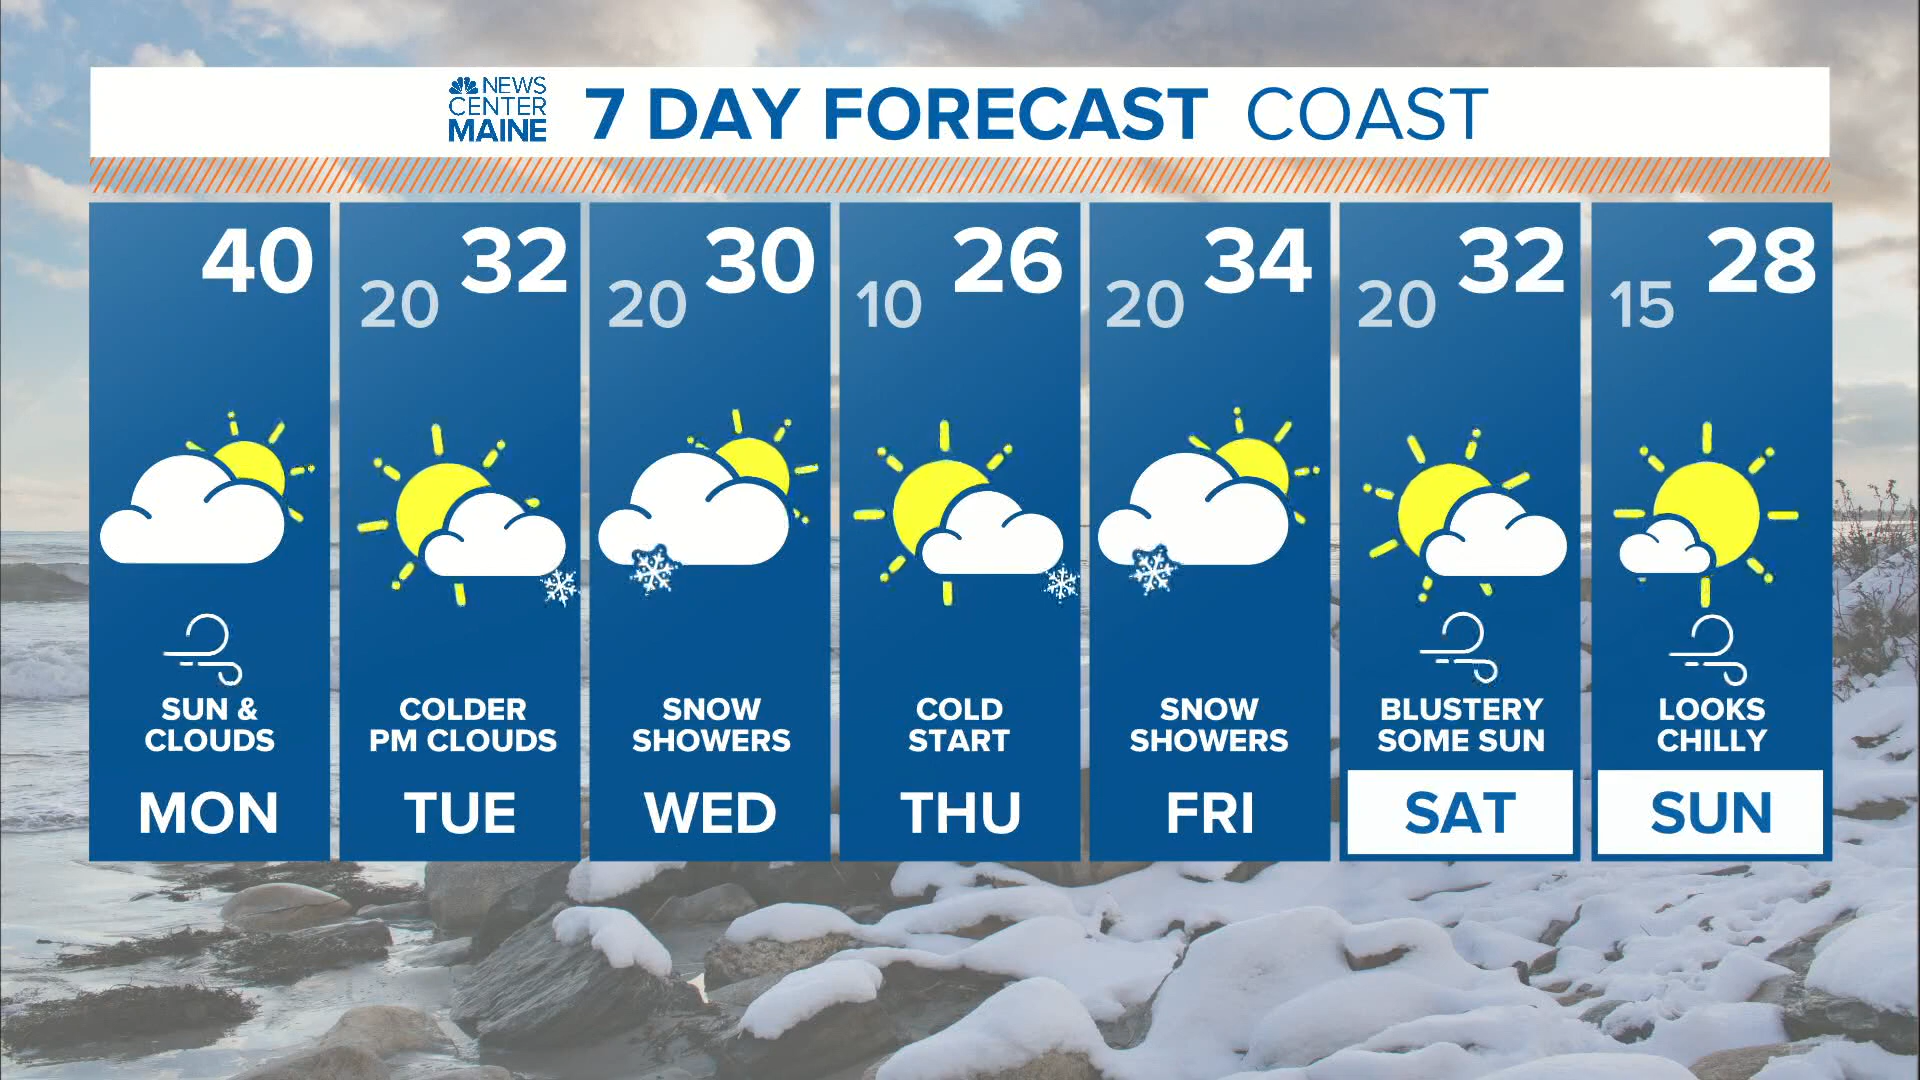 NEWS
CENTER
MAINE
7 DAY FORECAST COAST
40
SUN &
CLOUDS
MON
20 32
COLDER
PM CLOUDS
TUE
20 30
SNOW
SHOWERS
WED
10 26
COLD
START
THU
20 34
SNOW
SHOWERS
FRI
20 32
BLUSTERY
SOME SUN
SAT
15 28
LOOKS
CHILLY
SUN